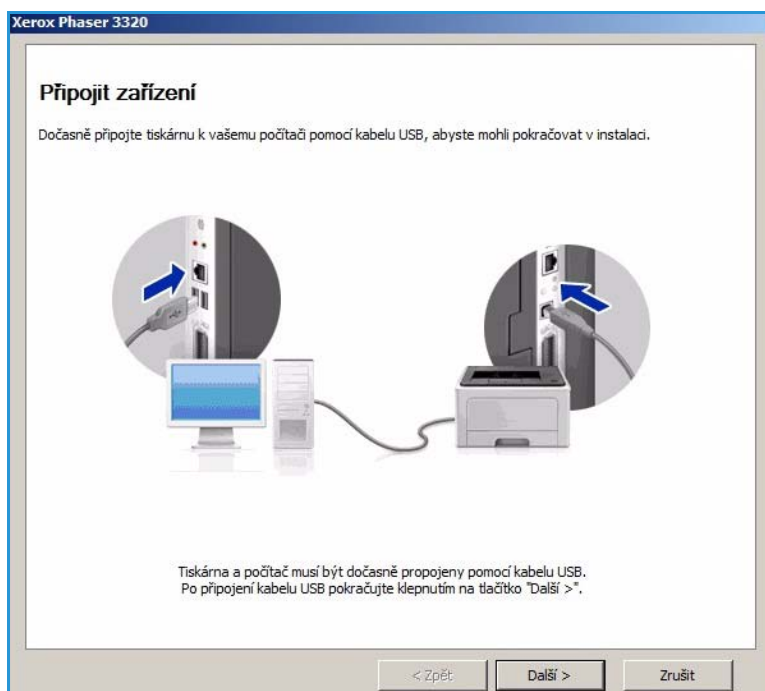 Xerox Phaser 3320
Připojit zařízení
Dočasně připojte tiskárnu k vašemu počítači pomocí kabelu USB, abyste mohli pokračovat v instalaci.
Tiskárna a počítač musí být dočasně propojeny pomocí kabelu USB.
Po připojení kabelu USB pokračujte klepnutím na tlačítko "Další >".
< Zpět
Další >
Zrušit